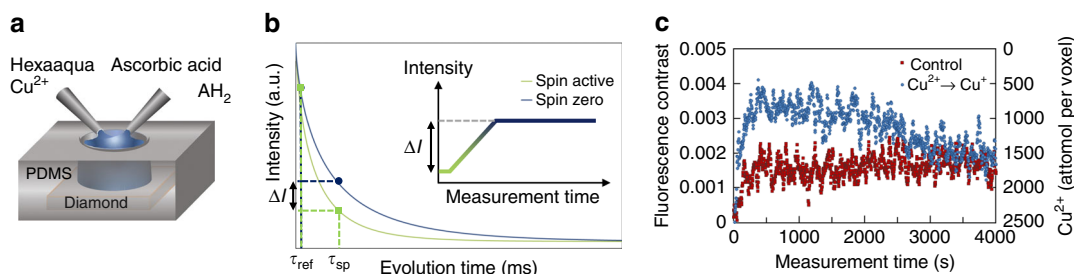 a
Hexaaqua
Cu²⁺
Ascorbic acid
AH₂
PDMS
Diamond
b
Intensity (a.u.)
ΔI
τref
τsp
Evolution time (ms)
Intensity
ΔI
Measurement time
Spin active
Spin zero
c
Fluorescence contrast
0.005
0.004
0.003
0.002
0.001
0
0 1000 2000 3000 4000
Measurement time (s)
Control
Cu²⁺→ Cu⁺
0
500
1000
1500
2000
2500
Cu²⁺ (attomol per voxel)